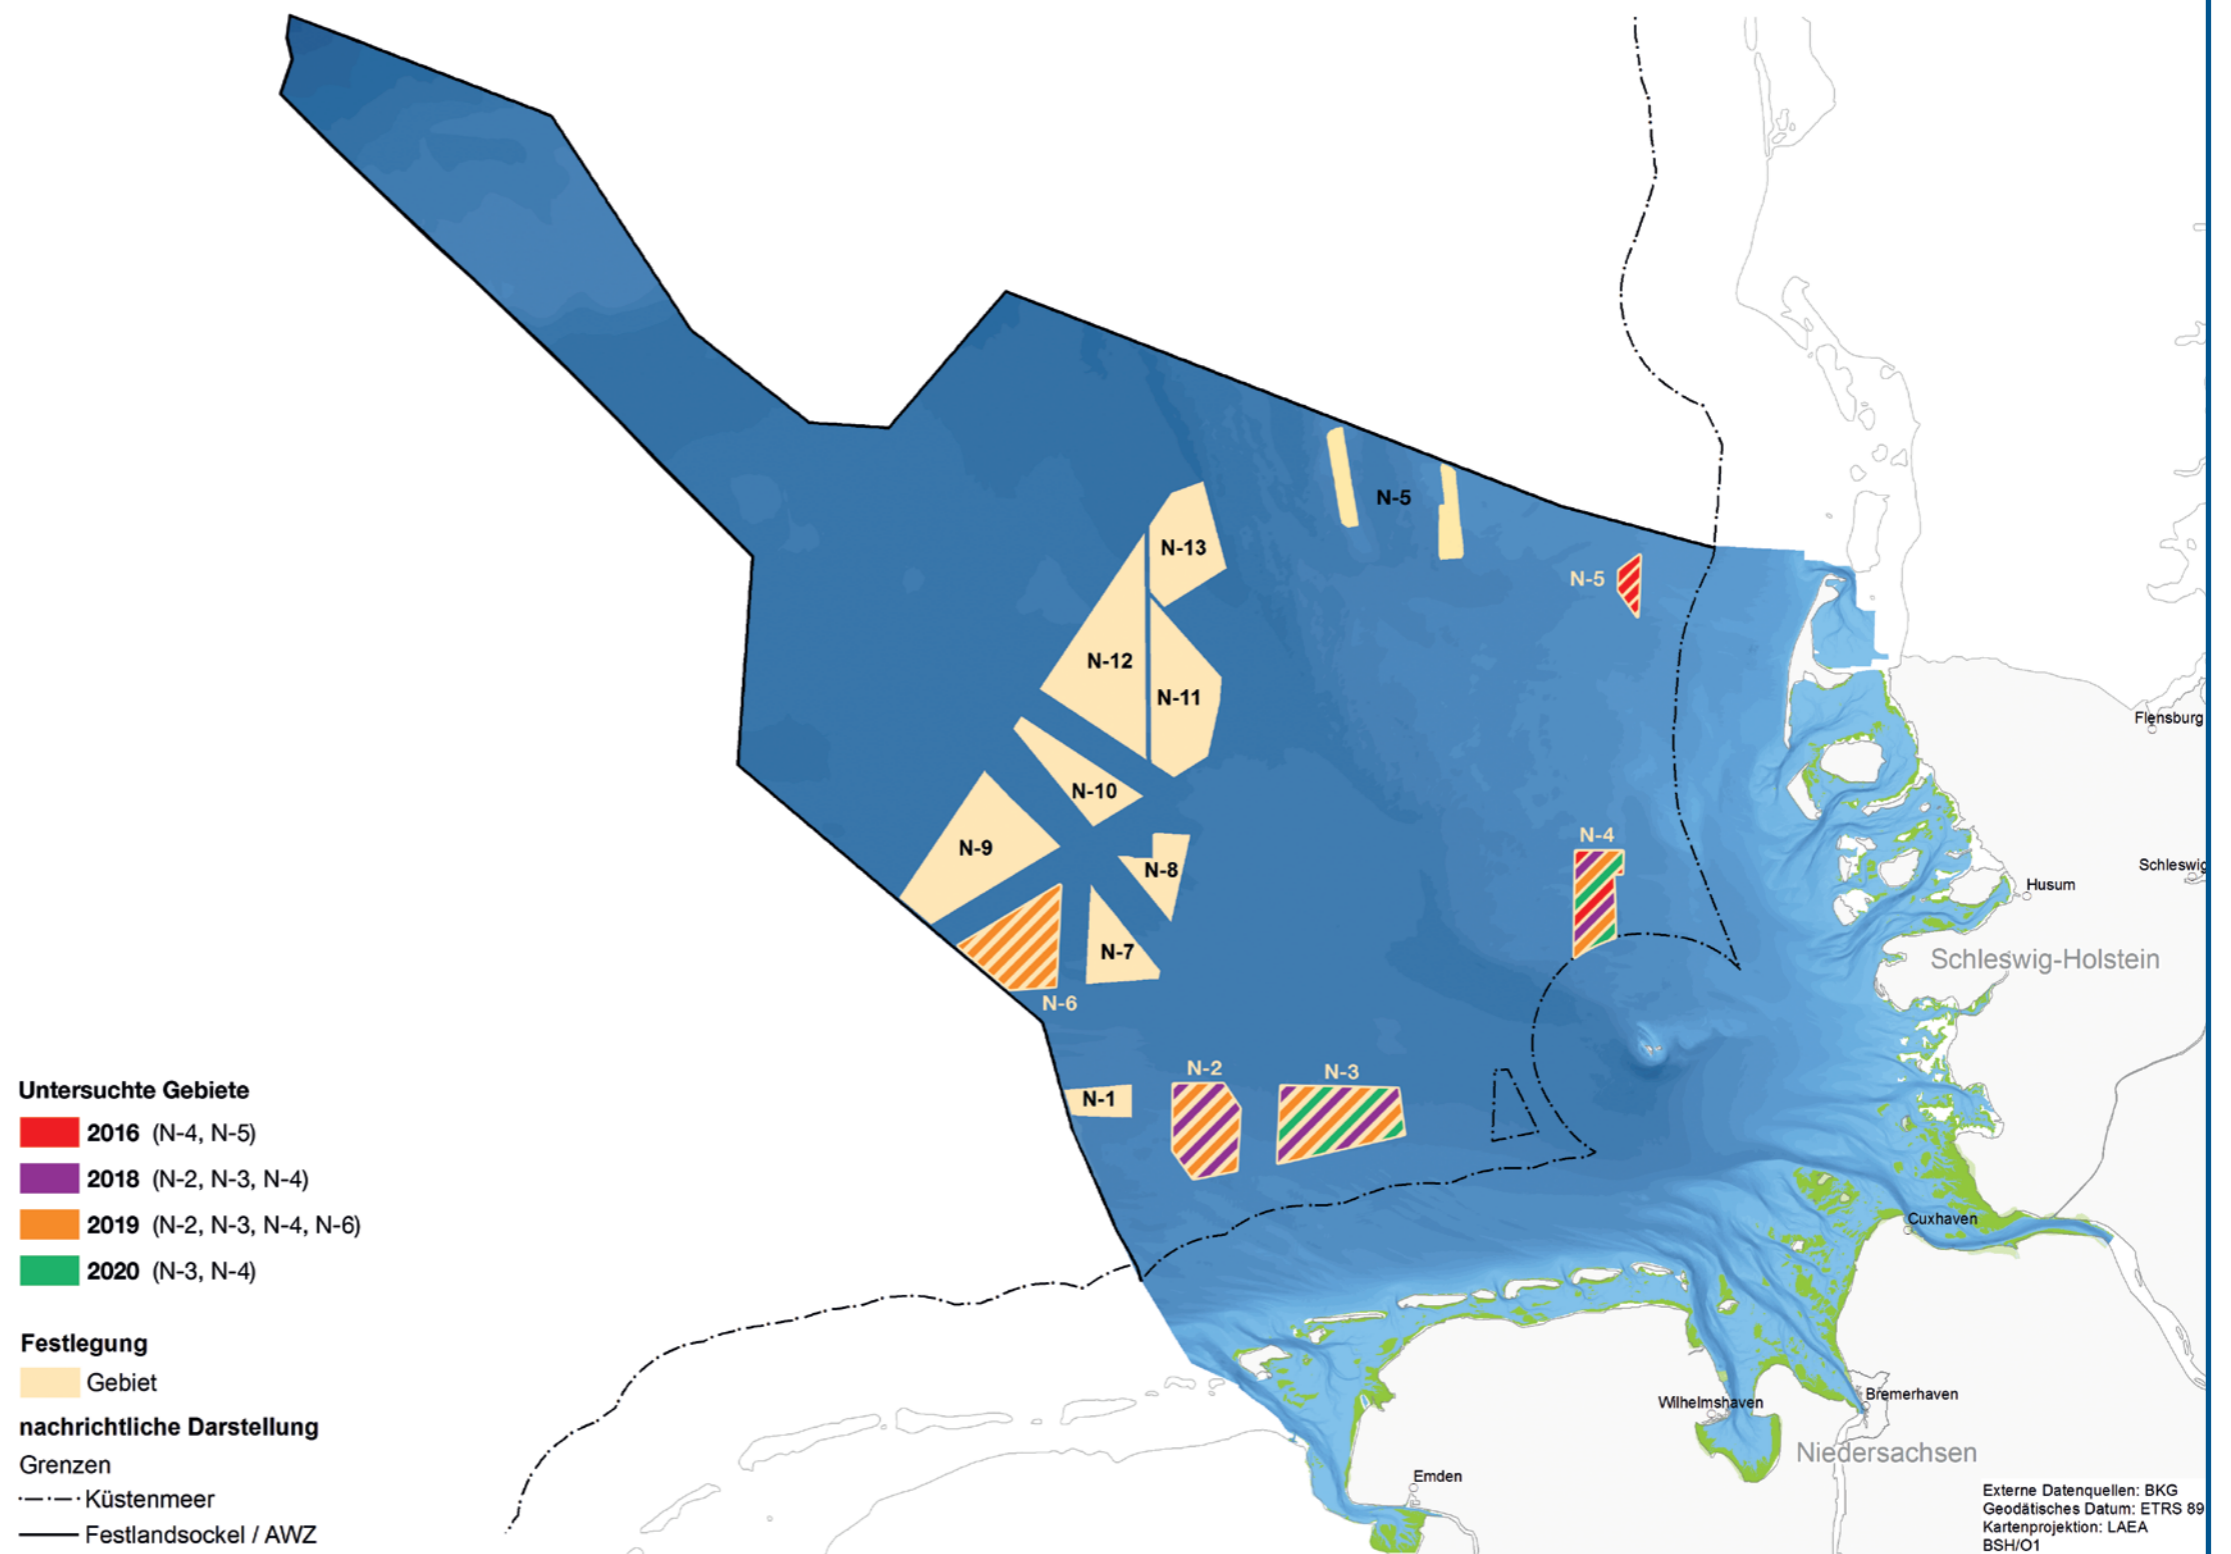 N-5
N-13
N-5
N-12
N-11
Flensburg
N-10
N-4
N-9
N-8
Schleswig
Husum
N-7
Schleswig-Holstein
N-6
N-2
N-3
N-1
Untersuchte Gebiete
2016 (N-4, N-5)
2018 (N-2, N-3, N-4)
2019 (N-2, N-3, N-4, N-6)
2020 (N-3, N-4)
Cuxhaven
Festlegung
Gebiet
nachrichtliche Darstellung
Grenzen
Küstenmeer
Festlandsockel / AWZ
Wilhelmshaven
Bremerhaven
Niedersachsen
Emden
Externe Datenquellen: BKG
Geodätisches Datum: ETRS 89
Kartenprojektion: LAEA
BSH/O1